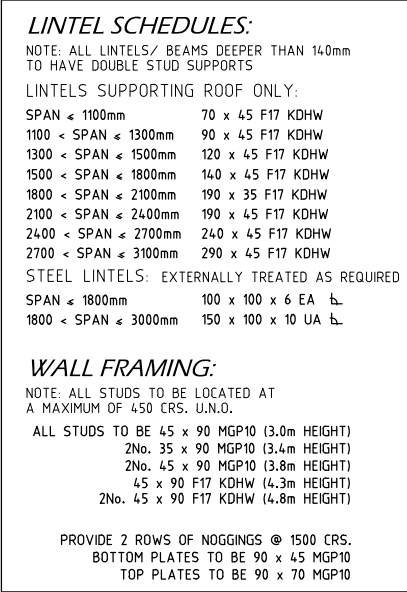 LINTEL SCHEDULES:
NOTE: ALL LINTELS/ BEAMS DEEPER THAN 140mm
TO HAVE DOUBLE STUD SUPPORTS
LINTELS SUPPORTING ROOF ONLY:
SPAN ⩽ 1100mm 70 x 45 F17 KDHW
1100 < SPAN ⩽ 1300mm 90 x 45 F17 KDHW
1300 < SPAN ⩽ 1500mm 120 x 45 F17 KDHW
1500 < SPAN ⩽ 1800mm 140 x 45 F17 KDHW
1800 < SPAN ⩽ 2100mm 190 x 35 F17 KDHW
2100 < SPAN ⩽ 2400mm 190 x 45 F17 KDHW
2400 < SPAN ⩽ 2700mm 240 x 45 F17 KDHW
2700 < SPAN ⩽ 3100mm 290 x 45 F17 KDHW
STEEL LINTELS: EXTERNALLY TREATED AS REQUIRED
SPAN ⩽ 1800mm 100 x 100 x 6 EA
1800 < SPAN ⩽ 3000mm 150 x 100 x 10 UA
WALL FRAMING:
NOTE: ALL STUDS TO BE LOCATED AT
A MAXIMUM OF 450 CRS. U.N.O.
ALL STUDS TO BE 45 x 90 MGP10 (3.0m HEIGHT)
2No. 35 x 90 MGP10 (3.4m HEIGHT)
2No. 45 x 90 MGP10 (3.8m HEIGHT)
45 x 90 F17 KDHW (4.3m HEIGHT)
2No. 45 x 90 F17 KDHW (4.8m HEIGHT)
PROVIDE 2 ROWS OF NOGGINGS @ 1500 CRS.
BOTTOM PLATES TO BE 90 x 45 MGP10
TOP PLATES TO BE 90 x 70 MGP10